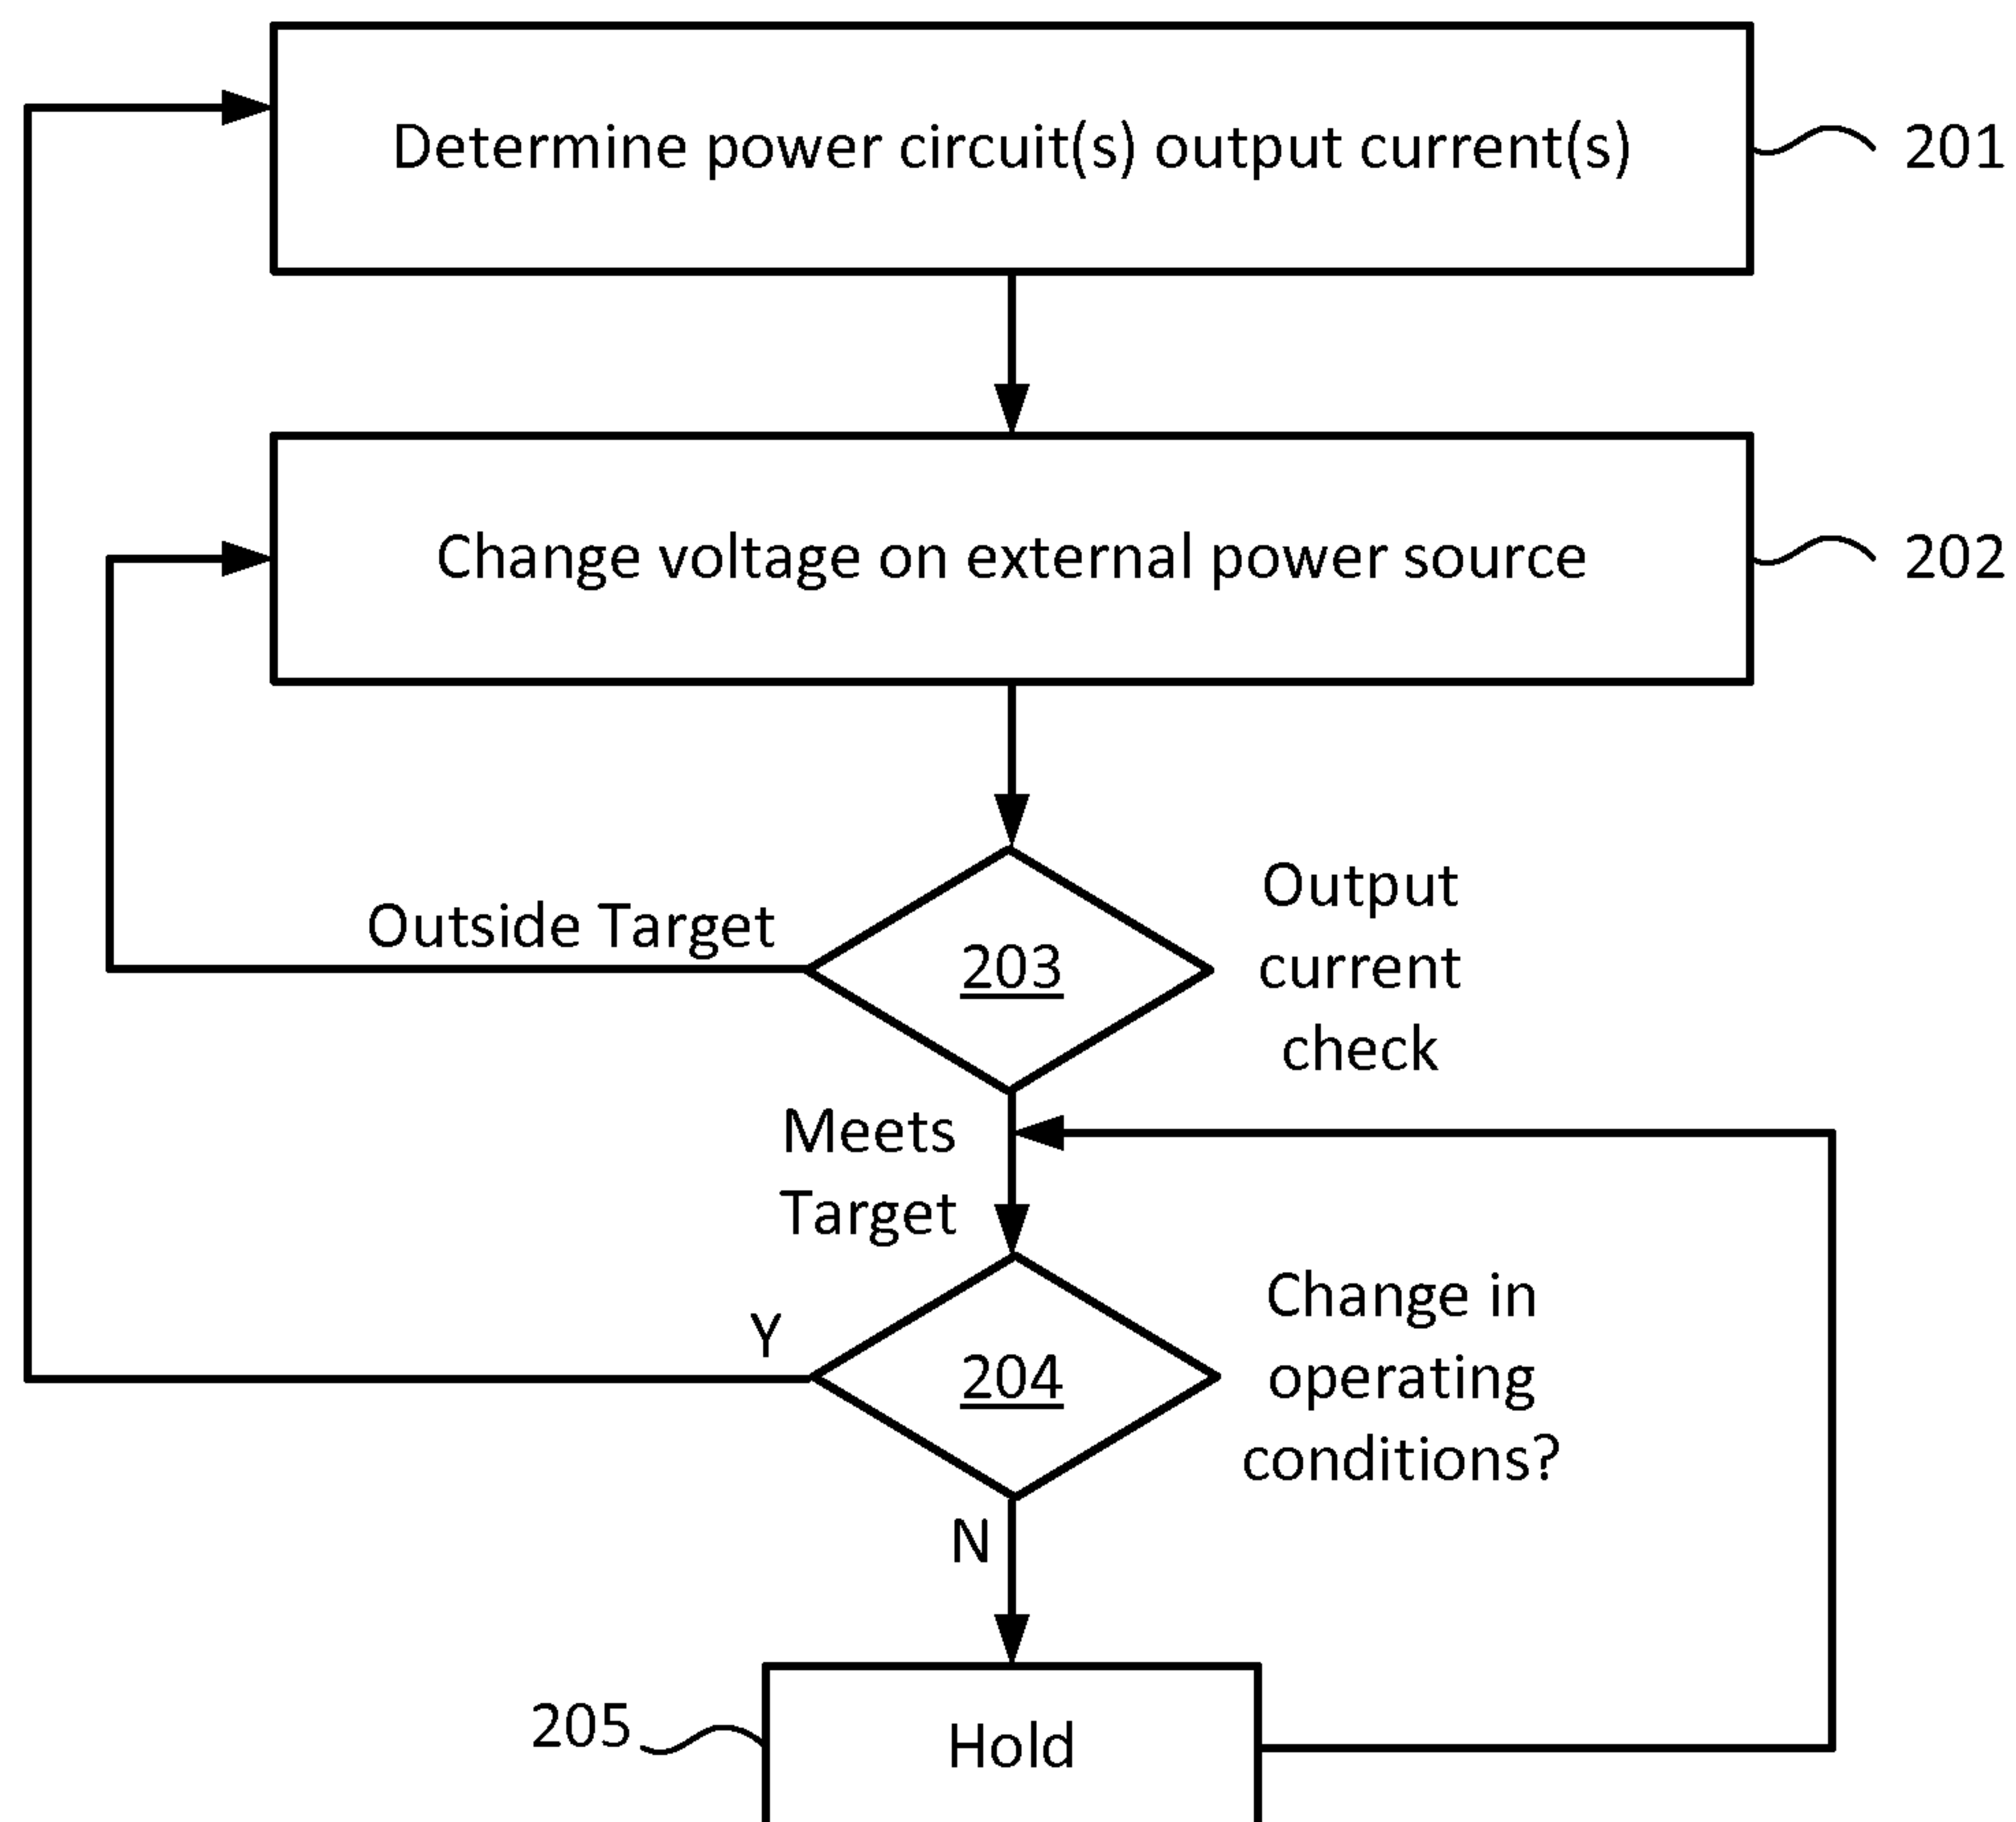 Determine power circuit(s) output current(s)
201
Change voltage on external power source
202
Outside Target
203
Output
current
check
Meets
Target
Y
204
Change in
operating
conditions?
N
205
Hold